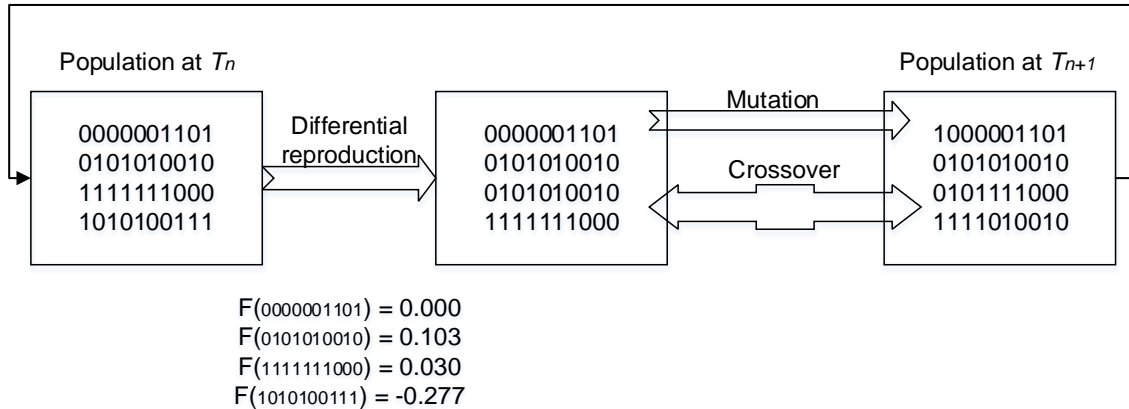 Population at Tn
Population at Tn+1
0000001101
0101010010
1111111000
1010100111
Differential
reproduction
0000001101
0101010010
0101010010
1111111000
Mutation
Crossover
1000001101
0101010010
0101111000
1111010010
F(0000001101) = 0.000
F(0101010010) = 0.103
F(1111111000) = 0.030
F(1010100111) = -0.277